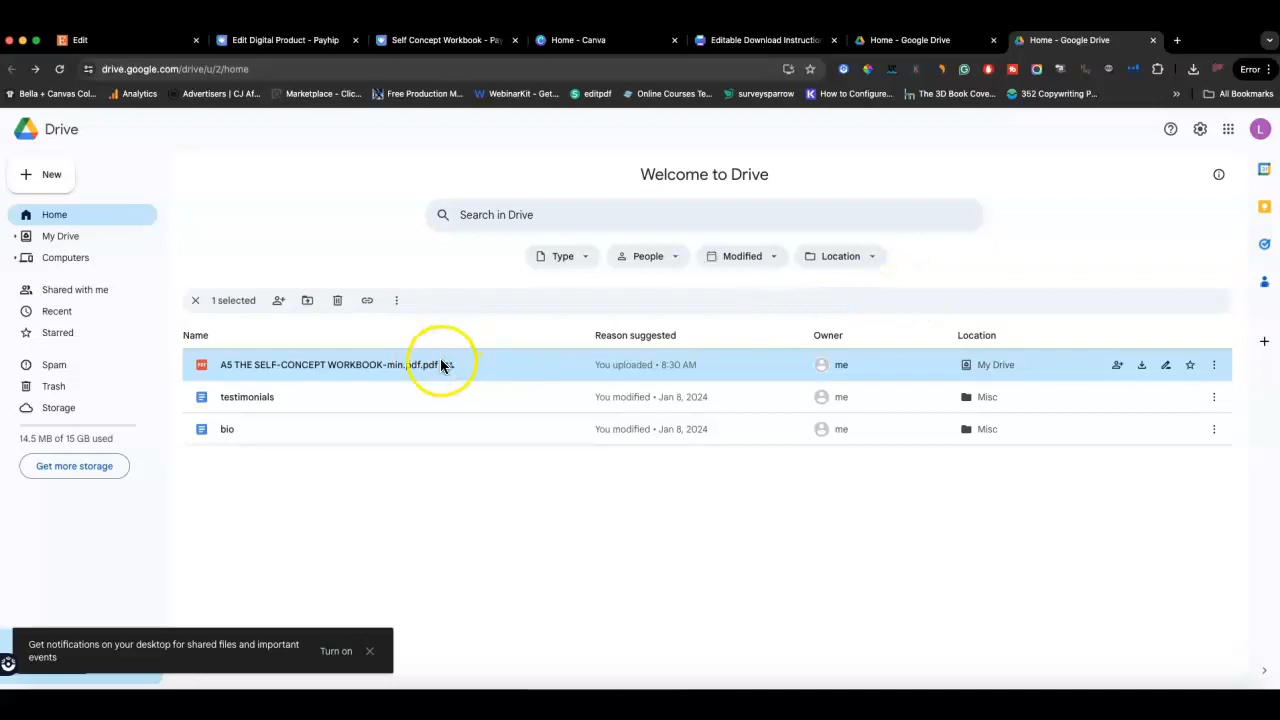 Edit
Edit Digital Product - Payhip
Self Concept Workbook - Pay
Home - Canva
Editable Download Instructio
Home - Google Drive
Home - Google Drive
drive.google.com/drive/u/2/home
Error
Bella + Canvas Col...
Analytics
Advertisers | CJ Af...
Marketplace - Clic...
Free Production M...
WebinarKit - Get...
editpdf
Online Courses Te...
surveysparrow
How to Configure...
The 3D Book Cove...
352 Copywriting P...
»
All Bookmarks
Drive
L
New
Welcome to Drive
Home
Search in Drive
My Drive
Computers
Type
People
Modified
Location
Shared with me
1 selected
Recent
Starred
Name
Reason suggested
Owner
Location
Spam
A5 THE SELF-CONCEPT WORKBOOK-min.pdf.pdf
You uploaded • 8:30 AM
me
My Drive
Trash
testimonials
You modified • Jan 8, 2024
me
Misc
Storage
bio
You modified • Jan 8, 2024
me
Misc
14.5 MB of 15 GB used
Get more storage
Get notifications on your desktop for shared files and important
events
Turn on